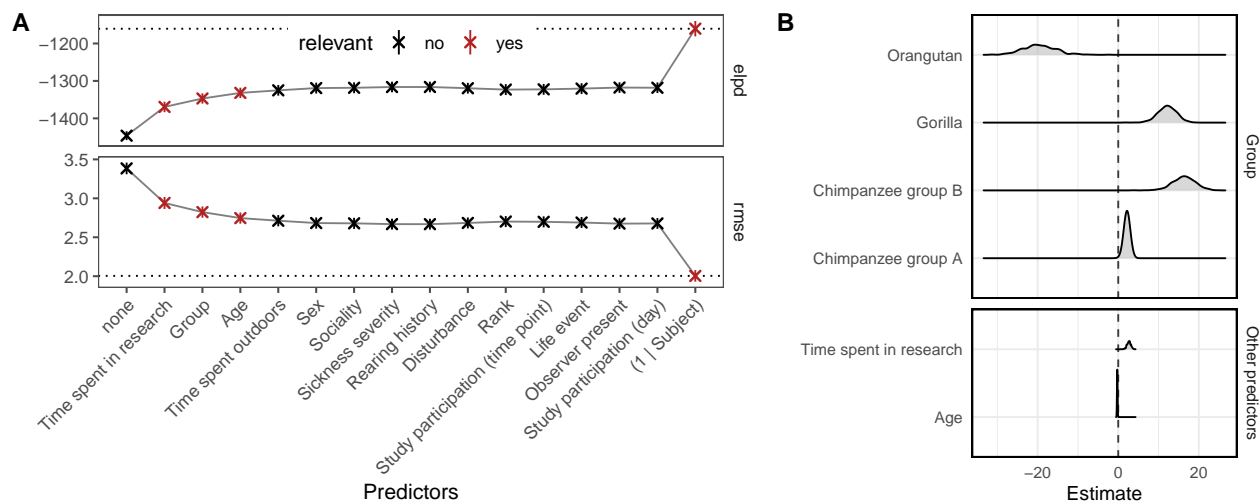 A
−1200
−1300
−1400
elpd
relevant no yes
3.5
3.0
2.5
2.0
rmse
none
Time spent in research
Group
Age
Time spent outdoors
Sex
Sociality
Sickness severity
Rearing history
Disturbance
Rank
Study participation (time point)
Life event
Observer present
Study participation (day)
(1 | Subject)
Predictors
B
Orangutan
Gorilla
Chimpanzee group B
Chimpanzee group A
Group
Time spent in research
Age
Other predictors
−20 0 20
Estimate